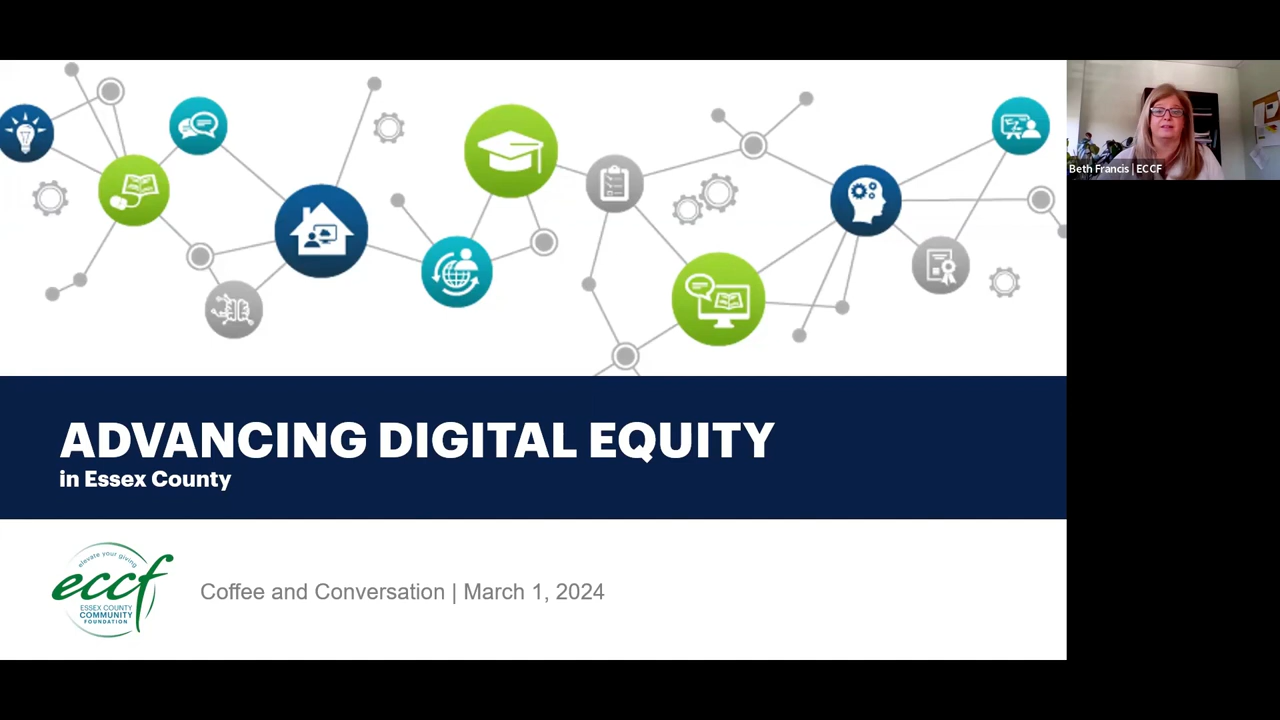 Beth Francis | ECCF
ADVANCING DIGITAL EQUITY
in Essex County
elevate your giving
eccf
ESSEX COUNTY
COMMUNITY
FOUNDATION
Coffee and Conversation | March 1, 2024